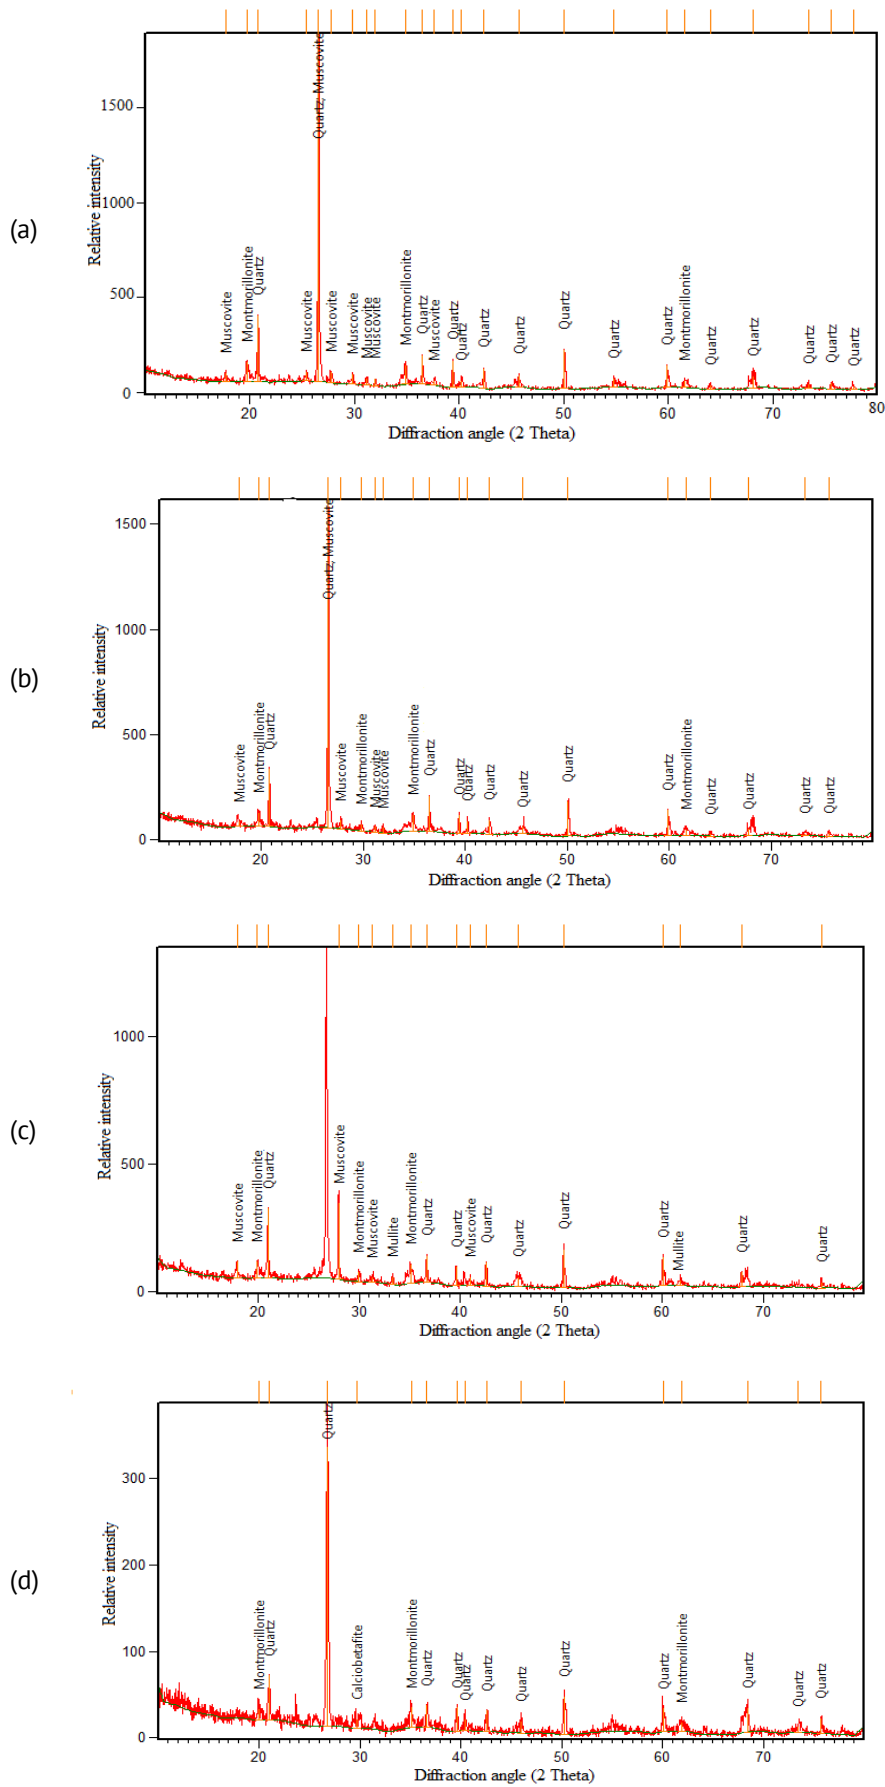 (a)
Relative intensity
1500
1000
500
0
Muscovite
Montmorillonite
Quartz
Muscovite
Quartz; Muscovite
Muscovite
Muscovite
Muscovite
Muscovite
Montmorillonite
Quartz
Muscovite
Quartz
Quartz
Quartz
Quartz
Quartz
Quartz
Quartz
Montmorillonite
Quartz
Quartz
Quartz
Quartz
Quartz
20 30 40 50 60 70 80
Diffraction angle (2 Theta)
(b)
Relative intensity
1500
1000
500
0
Muscovite
Montmorillonite
Quartz
Quartz; Muscovite
Muscovite
Montmorillonite
Muscovite
Muscovite
Montmorillonite
Quartz
Quartz
Quartz
Quartz
Quartz
Quartz
Quartz
Montmorillonite
Quartz
Quartz
Quartz
Quartz
20 30 40 50 60 70
Diffraction angle (2 Theta)
(c)
Relative intensity
1000
500
0
Muscovite
Montmorillonite
Quartz
Muscovite
Montmorillonite
Muscovite
Mullite
Montmorillonite
Quartz
Quartz
Muscovite
Quartz
Quartz
Quartz
Quartz
Mullite
Quartz
Quartz
20 30 40 50 60 70
Diffraction angle (2 Theta)
(d)
Relative intensity
300
200
100
0
Montmorillonite
Quartz
Quartz
Calciobetafite
Montmorillonite
Quartz
Quartz
Quartz
Quartz
Quartz
Quartz
Quartz
Montmorillonite
Quartz
Quartz
Quartz
20 30 40 50 60 70
Diffraction angle (2 Theta)